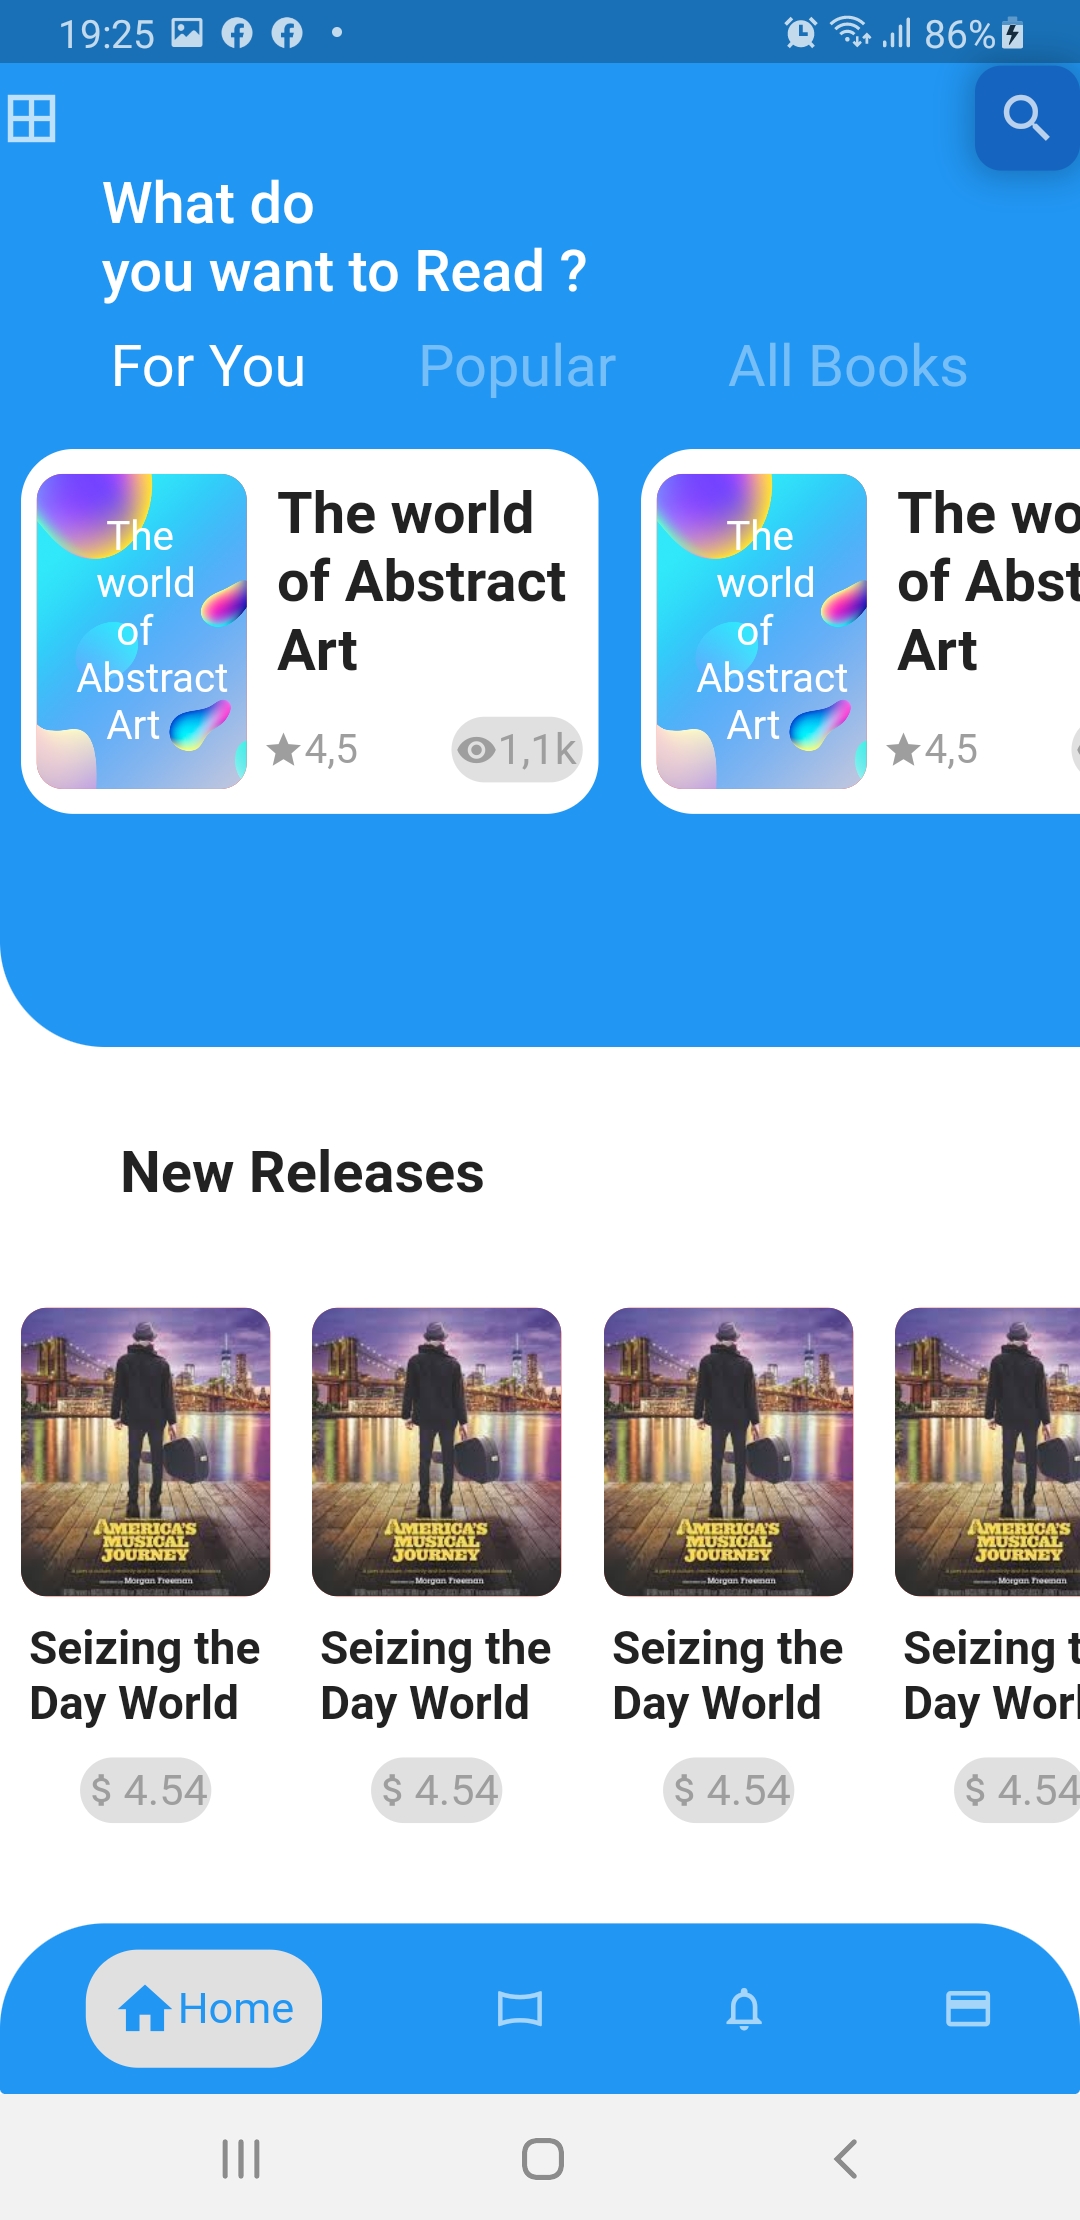 19:25 86%
What do
you want to Read ?
For You Popular All Books
The
world
of
Abstract
Art
The world
of Abstract
Art
4,5 1,1k
The
world
of
Abstract
Art
The wo
of Abst
Art
4,5
New Releases
AMERICA'S
MUSICAL
JOURNEY
Morgan Freeman
Seizing the
Day World
$ 4.54
AMERICA'S
MUSICAL
JOURNEY
Morgan Freeman
Seizing the
Day World
$ 4.54
AMERICA'S
MUSICAL
JOURNEY
Morgan Freeman
Seizing the
Day World
$ 4.54
AMERICA'S
MUSICAL
JOURNEY
Morgan Freeman
Seizing t
Day Worl
$ 4.54
Home